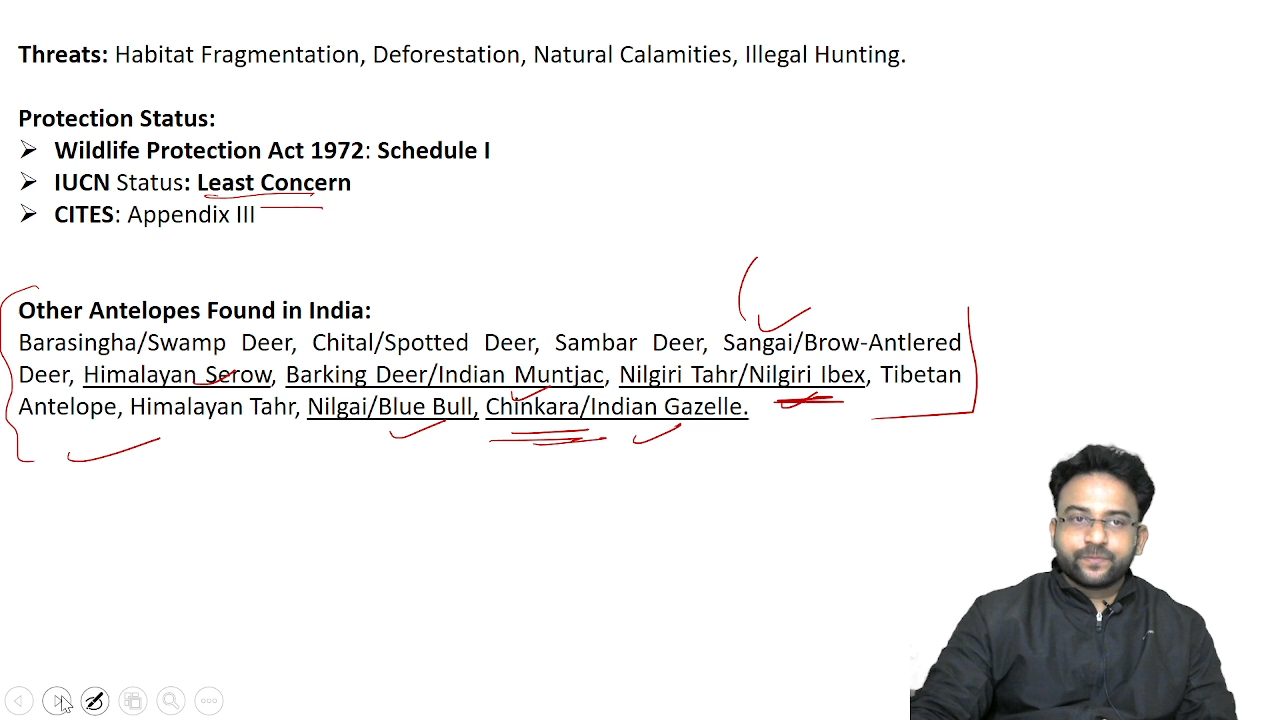 Threats: Habitat Fragmentation, Deforestation, Natural Calamities, Illegal Hunting.
Protection Status:
➢ Wildlife Protection Act 1972: Schedule I
➢ IUCN Status: Least Concern
➢ CITES: Appendix III
Other Antelopes Found in India:
Barasingha/Swamp Deer, Chital/Spotted Deer, Sambar Deer, Sangai/Brow-Antlered
Deer, Himalayan Serow, Barking Deer/Indian Muntjac, Nilgiri Tahr/Nilgiri Ibex, Tibetan
Antelope, Himalayan Tahr, Nilgai/Blue Bull, Chinkara/Indian Gazelle.